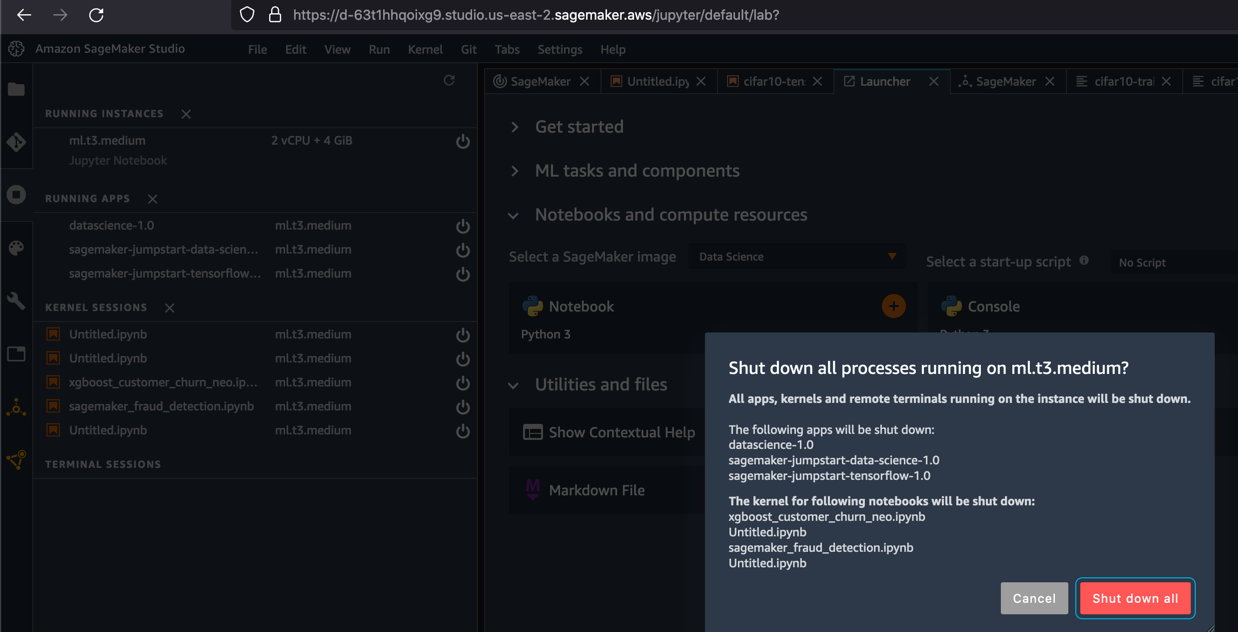 https://d-63t1hhqoixg9.studio.us-east-2.sagemaker.aws/jupyter/default/lab?
Amazon SageMaker Studio File Edit View Run Kernel Git Tabs Settings Help
SageMaker Untitled.ipy cifar10-ten Launcher SageMaker cifar10-trai cifar
RUNNING INSTANCES
ml.t3.medium 2 vCPU + 4 GiB
Jupyter Notebook
RUNNING APPS
datascience-1.0 ml.t3.medium
sagemaker-jumpstart-data-scien... ml.t3.medium
sagemaker-jumpstart-tensorflow... ml.t3.medium
KERNEL SESSIONS
Untitled.ipynb ml.t3.medium
Untitled.ipynb ml.t3.medium
xgboost_customer_churn_neo.ip... ml.t3.medium
sagemaker_fraud_detection.ipynb ml.t3.medium
Untitled.ipynb ml.t3.medium
TERMINAL SESSIONS
Get started
ML tasks and components
Notebooks and compute resources
Select a SageMaker image Data Science Select a start-up script No Script
Notebook Console
Python 3 Python 3
Utilities and files
Show Contextual Help
Markdown File
Shut down all processes running on ml.t3.medium?
All apps, kernels and remote terminals running on the instance will be shut down.
The following apps will be shut down:
datascience-1.0
sagemaker-jumpstart-data-science-1.0
sagemaker-jumpstart-tensorflow-1.0
The kernel for following notebooks will be shut down:
xgboost_customer_churn_neo.ipynb
Untitled.ipynb
sagemaker_fraud_detection.ipynb
Untitled.ipynb
Cancel Shut down all